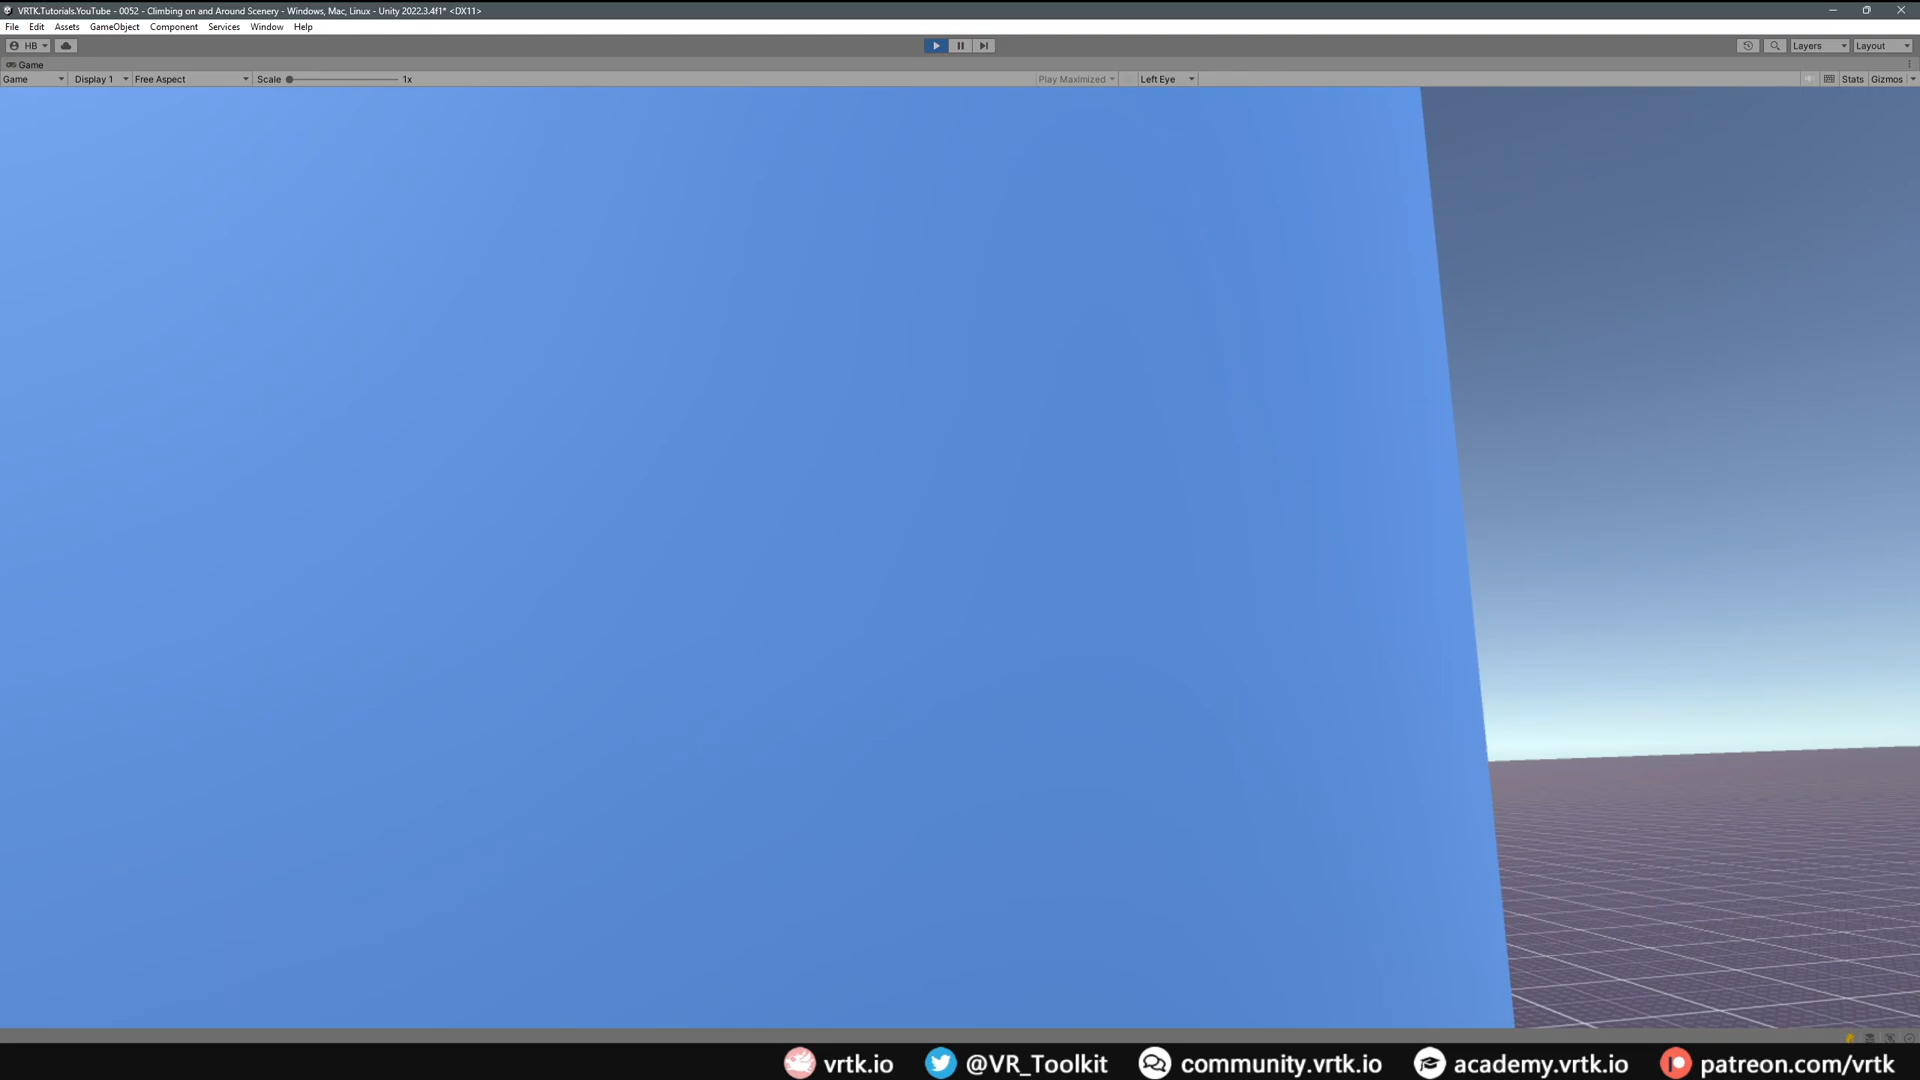 VRTK.Tutorials.YouTube - 0052 - Climbing on and Around Scenery - Windows, Mac, Linux - Unity 2022.3.4f1* <DX11>
File Edit Assets GameObject Component Services Window Help
HB Layers Layout
Game
Game Display 1 Free Aspect Scale 1x Play Maximized Left Eye Stats Gizmos
vrtk.io @VR_Toolkit community.vrtk.io academy.vrtk.io patreon.com/vrtk